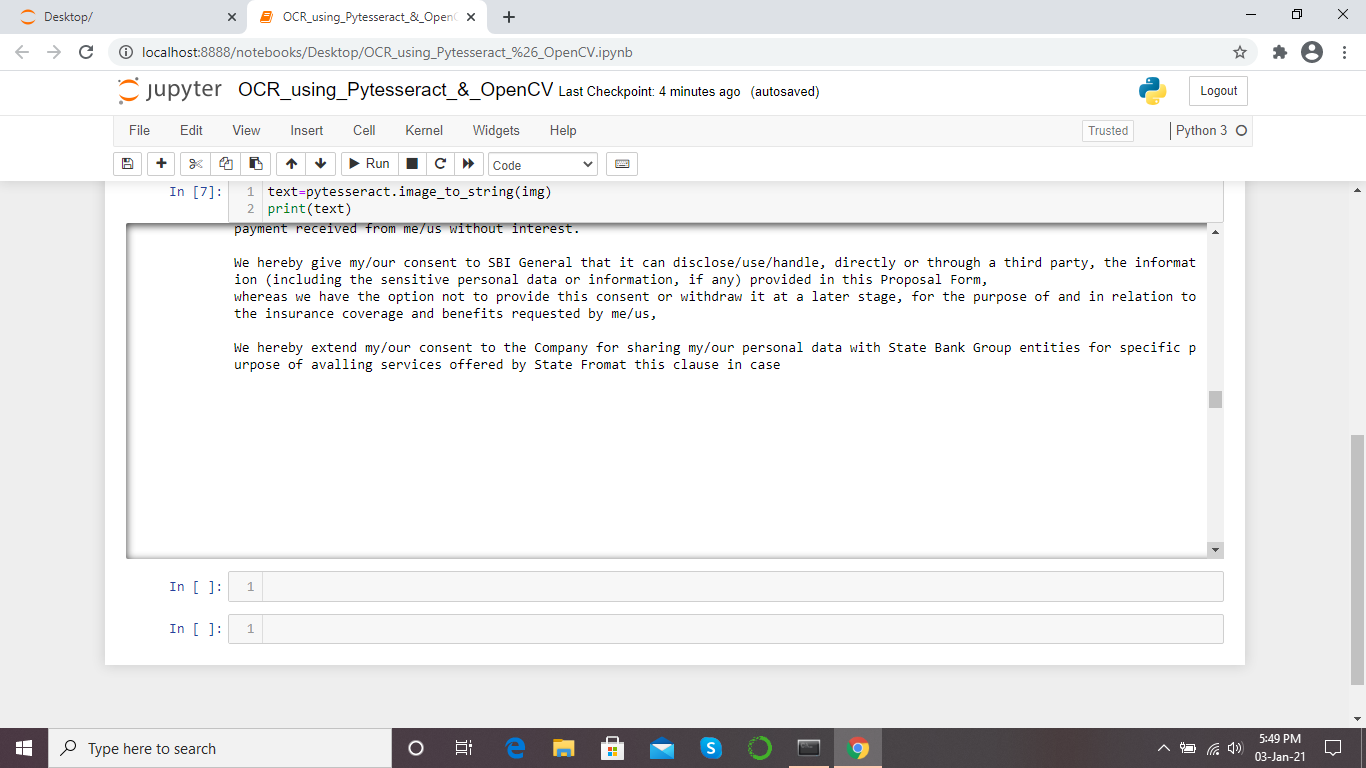 Desktop/
OCR_using_Pytesseract_&_OpenC
localhost:8888/notebooks/Desktop/OCR_using_Pytesseract_%26_OpenCV.ipynb
jupyter OCR_using_Pytesseract_&_OpenCV Last Checkpoint: 4 minutes ago (autosaved)
Logout
File Edit View Insert Cell Kernel Widgets Help
Trusted
Python 3
Run
Code
In [7]:
1 text=pytesseract.image_to_string(img)
2 print(text)
payment received from me/us without interest.
We hereby give my/our consent to SBI General that it can disclose/use/handle, directly or through a third party, the informat
ion (including the sensitive personal data or information, if any) provided in this Proposal Form,
whereas we have the option not to provide this consent or withdraw it at a later stage, for the purpose of and in relation to
the insurance coverage and benefits requested by me/us,
We hereby extend my/our consent to the Company for sharing my/our personal data with State Bank Group entities for specific p
urpose of avalling services offered by State Fromat this clause in case
In [ ]: 1
In [ ]: 1
Type here to search
5:49 PM
03-Jan-21